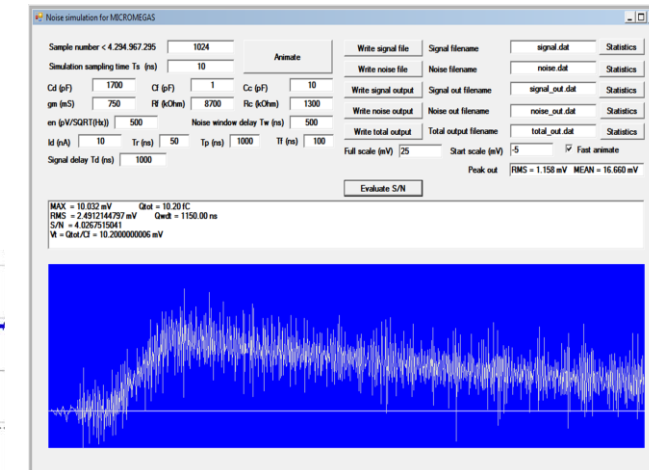 Noise simulation for MICROMEGAS
Sample number < 4.294.967.295 1024
Simulation sampling time Ts (ns) 10
Animate
Cd (pF) 1700 Cf (pF) 1 Cc (pF) 10
gm (mS) 750 Rf (kOhm) 8700 Rc (kOhm) 1300
en (pV/SQRT(Hz)) 500 Noise window delay Tw (ns) 500
Id (nA) 10 Tr (ns) 50 Tp (ns) 1000 Tf (ns) 100
Signal delay Td (ns) 1000
Write signal file Signal filename signal.dat Statistics
Write noise file Noise filename noise.dat Statistics
Write signal output Signal out filename signal_out.dat Statistics
Write noise output Noise out filename noise_out.dat Statistics
Write total output Total output filename total_out.dat Statistics
Full scale (mV) 25 Start scale (mV) -5 Fast animate
Peak out RMS = 1.158 mV MEAN = 16.660 mV
Evaluate S/N
MAX = 10.032 mV Qtot = 10.20 fC
RMS = 2.4912144797 mV Qwdt = 1150.00 ns
S/N = 4.0267515041
Vt = Qtot/Cf = 10.2000000006 mV